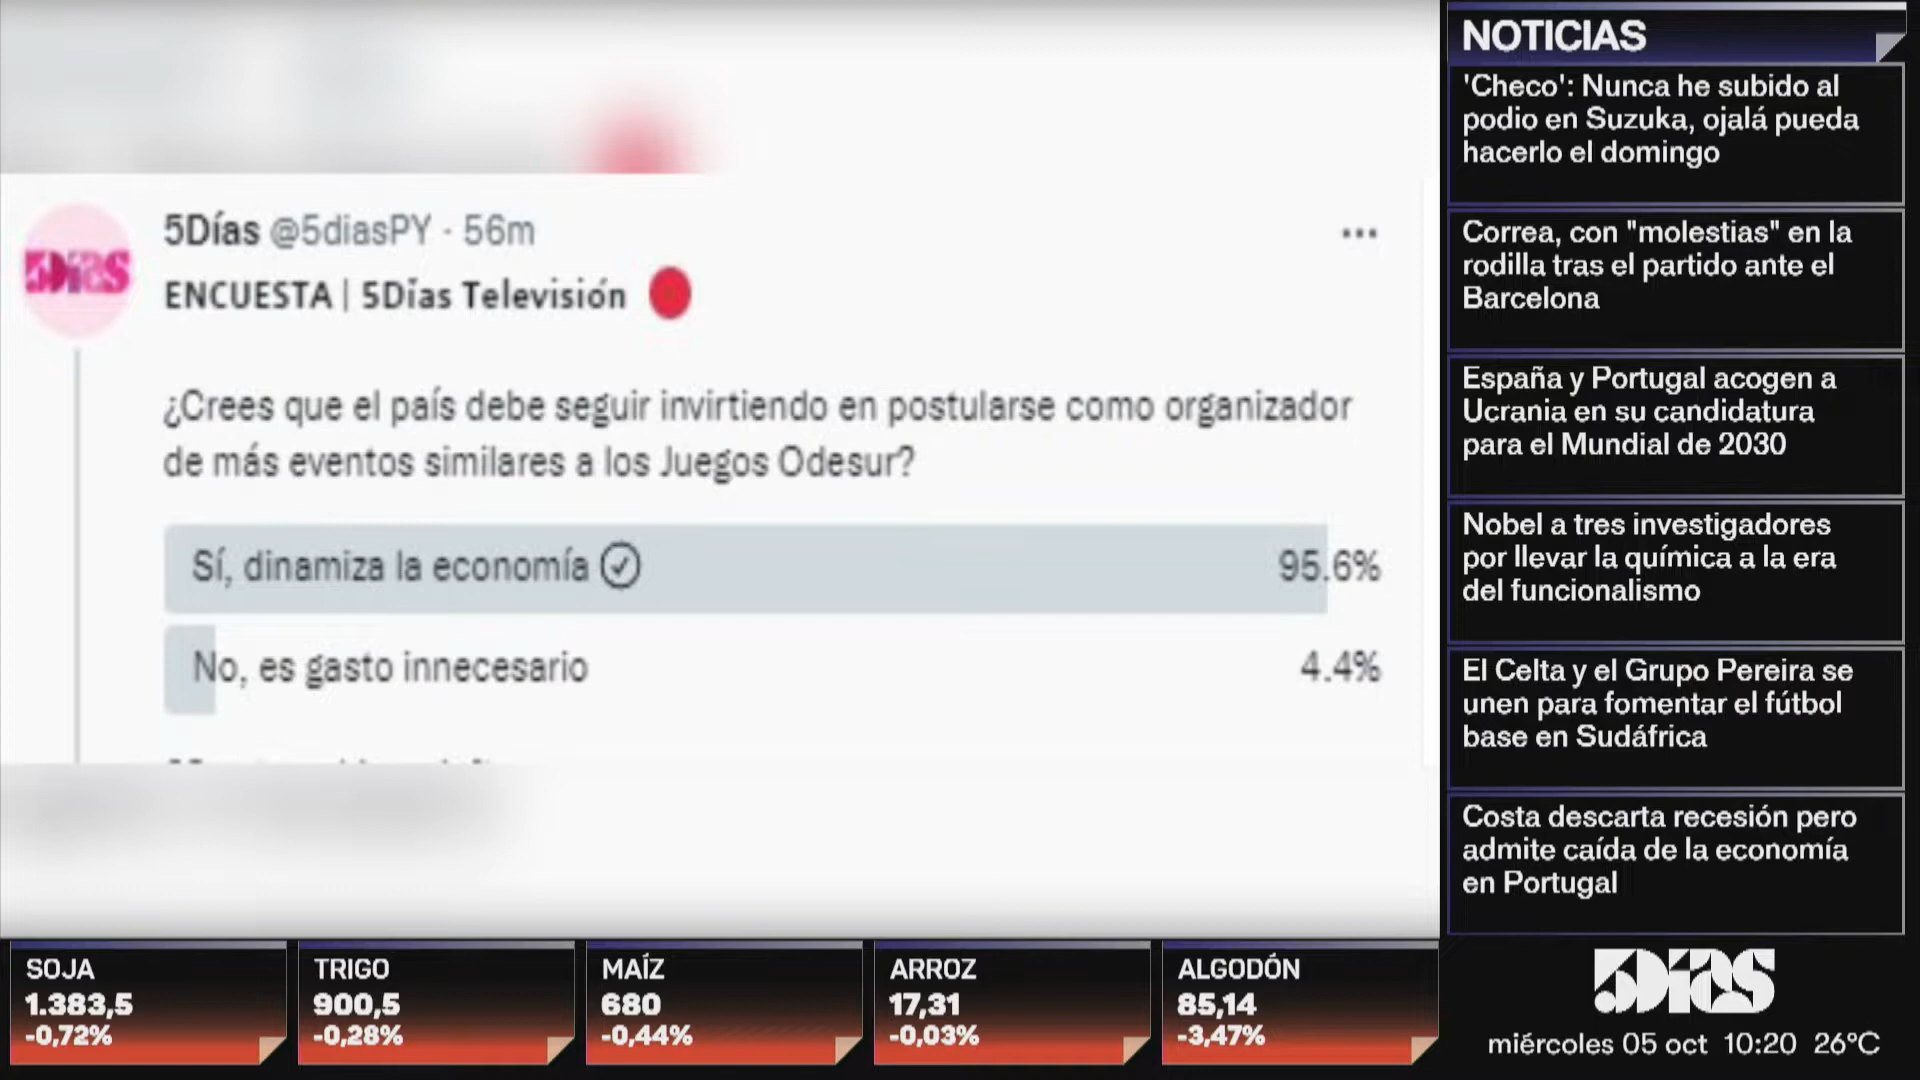 5DÍAS
5Días @5diasPY · 56m
ENCUESTA | 5Días Televisión
¿Crees que el país debe seguir invirtiendo en postularse como organizador
de más eventos similares a los Juegos Odesur?
Sí, dinamiza la economía
95.6%
No, es gasto innecesario
4.4%
NOTICIAS
'Checo': Nunca he subido al
podio en Suzuka, ojalá pueda
hacerlo el domingo
Correa, con "molestias" en la
rodilla tras el partido ante el
Barcelona
España y Portugal acogen a
Ucrania en su candidatura
para el Mundial de 2030
Nobel a tres investigadores
por llevar la química a la era
del funcionalismo
El Celta y el Grupo Pereira se
unen para fomentar el fútbol
base en Sudáfrica
Costa descarta recesión pero
admite caída de la economía
en Portugal
SOJA
1.383,5
-0,72%
TRIGO
900,5
-0,28%
MAÍZ
680
-0,44%
ARROZ
17,31
-0,03%
ALGODÓN
85,14
-3,47%
5DÍAS
miércoles 05 oct 10:20 26°C